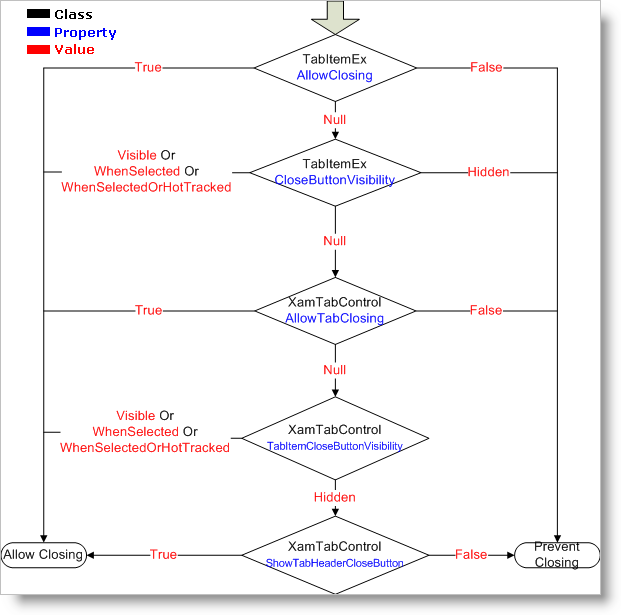 Class
Property
Value
TabItemEx
AllowClosing
True
False
Null
Visible Or
WhenSelected Or
WhenSelectedOrHotTracked
TabItemEx
CloseButtonVisibility
Hidden
Null
XamTabControl
AllowTabClosing
True
False
Null
Visible Or
WhenSelected Or
WhenSelectedOrHotTracked
XamTabControl
TabItemCloseButtonVisibility
Hidden
Allow Closing
True
XamTabControl
ShowTabHeaderCloseButton
False
Prevent
Closing